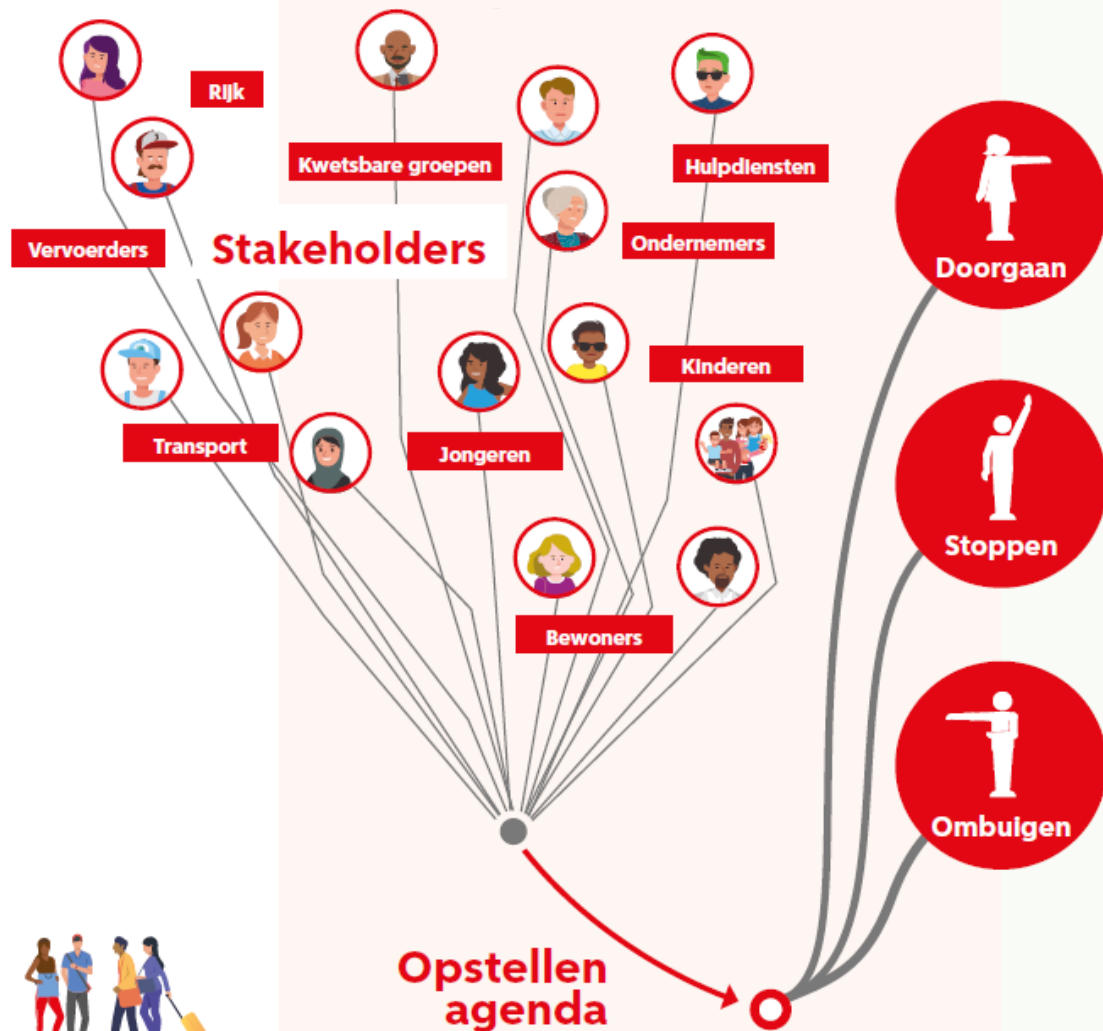 Rijk
Kwetsbare groepen
Hulpdiensten
Vervoerders
Stakeholders
Ondernemers
Doorgaan
Kinderen
Transport
Jongeren
Stoppen
Bewoners
Ombuigen
Opstellen
agenda